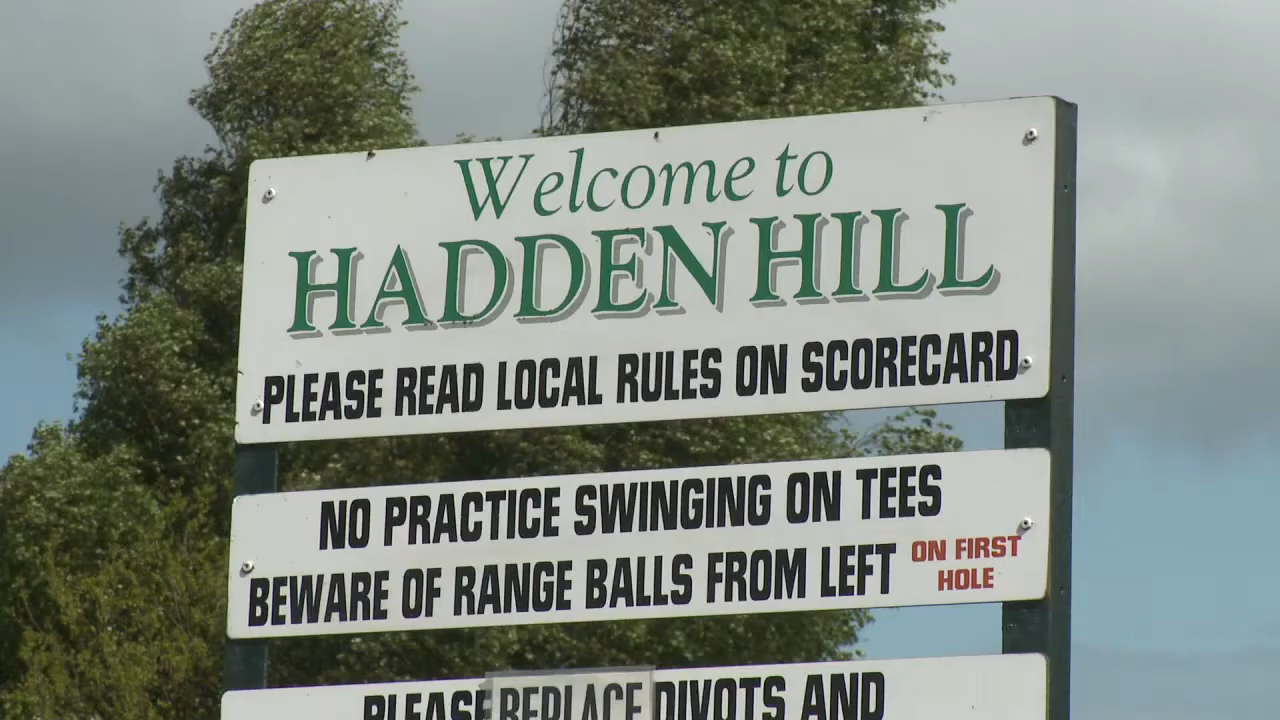 Welcome to
HADDEN HILL
PLEASE READ LOCAL RULES ON SCORECARD
NO PRACTICE SWINGING ON TEES
BEWARE OF RANGE BALLS FROM LEFT ON FIRST
HOLE
PLEASE REPLACE DIVOTS AND